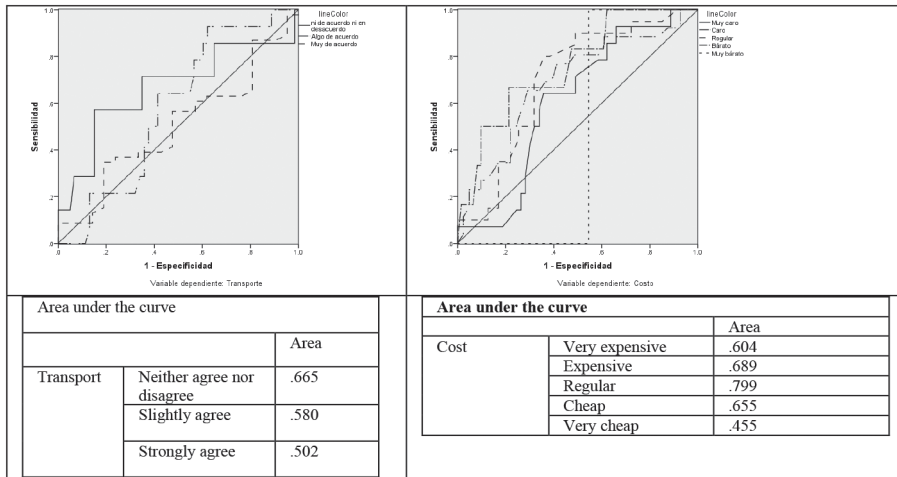 lineColor
ni de acuerdo ni en
desacuerdo
Algo de acuerdo
Muy de acuerdo
Sensibilidad
1.0
.8
.6
.4
.2
.0
.0 .2 .4 .6 .8 1.0
1 - Especificidad
Variable dependiente: Transporte
lineColor
Muy caro
Caro
Regular
Bárato
Muy bárato
Sensibilidad
1.0
.8
.6
.4
.2
.0
.0 .2 .4 .6 .8 1.0
1 - Especificidad
Variable dependiente: Costo
Area under the curve
Area
Transport Neither agree nor .665
disagree
Slightly agree .580
Strongly agree .502
Area under the curve
Area
Cost Very expensive .604
Expensive .689
Regular .799
Cheap .655
Very cheap .455